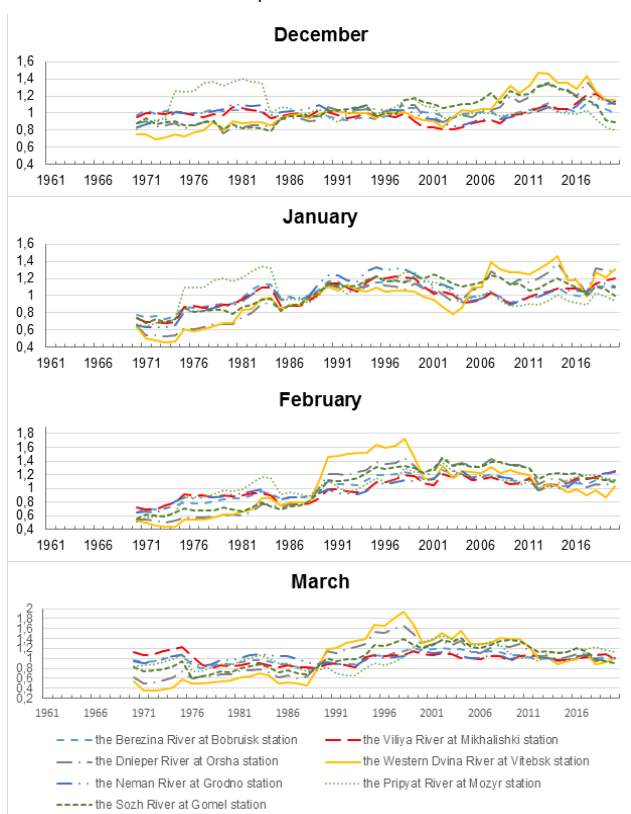 December
1,6
1,4
1,2
1
0,8
0,6
0,4
1961 1966 1971 1976 1981 1986 1991 1996 2001 2006 2011 2016
January
1,6
1,4
1,2
1
0,8
0,6
0,4
1961 1966 1971 1976 1981 1986 1991 1996 2001 2006 2011 2016
February
1,8
1,6
1,4
1,2
1
0,8
0,6
0,4
1961 1966 1971 1976 1981 1986 1991 1996 2001 2006 2011 2016
March
2
1,8
1,6
1,4
1,2
1
0,8
0,6
0,4
0,2
1961 1966 1971 1976 1981 1986 1991 1996 2001 2006 2011 2016
the Berezina River at Bobruisk station the Viliya River at Mikhalishki station
the Dnieper River at Orsha station the Western Dvina River at Vitebsk station
the Neman River at Grodno station the Pripyat River at Mozyr station
the Sozh River at Gomel station